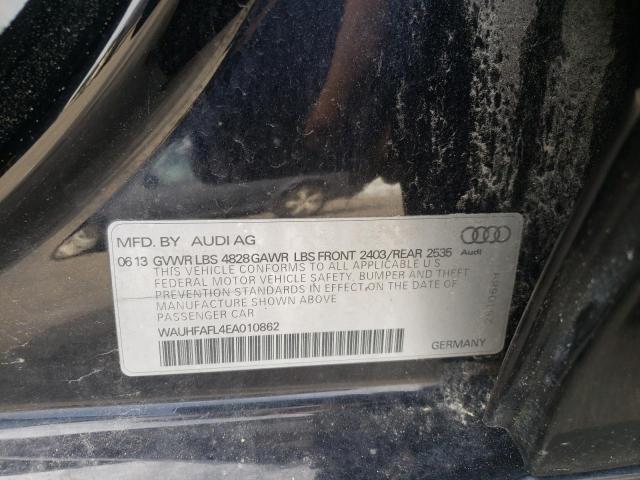 MFD. BY AUDI AG
06 13 GVWR LBS 4828 GAWR LBS FRONT 2403/REAR 2535
Audi
THIS VEHICLE CONFORMS TO ALL APPLICABLE U S
FEDERAL MOTOR VEHICLE SAFETY, BUMPER AND THEFT
PREVENTION STANDARDS IN EFFECT ON THE DATE OF
MANUFACTURE SHOWN ABOVE
PASSENGER CAR
WAUHFAFL4EA010862
GERMANY